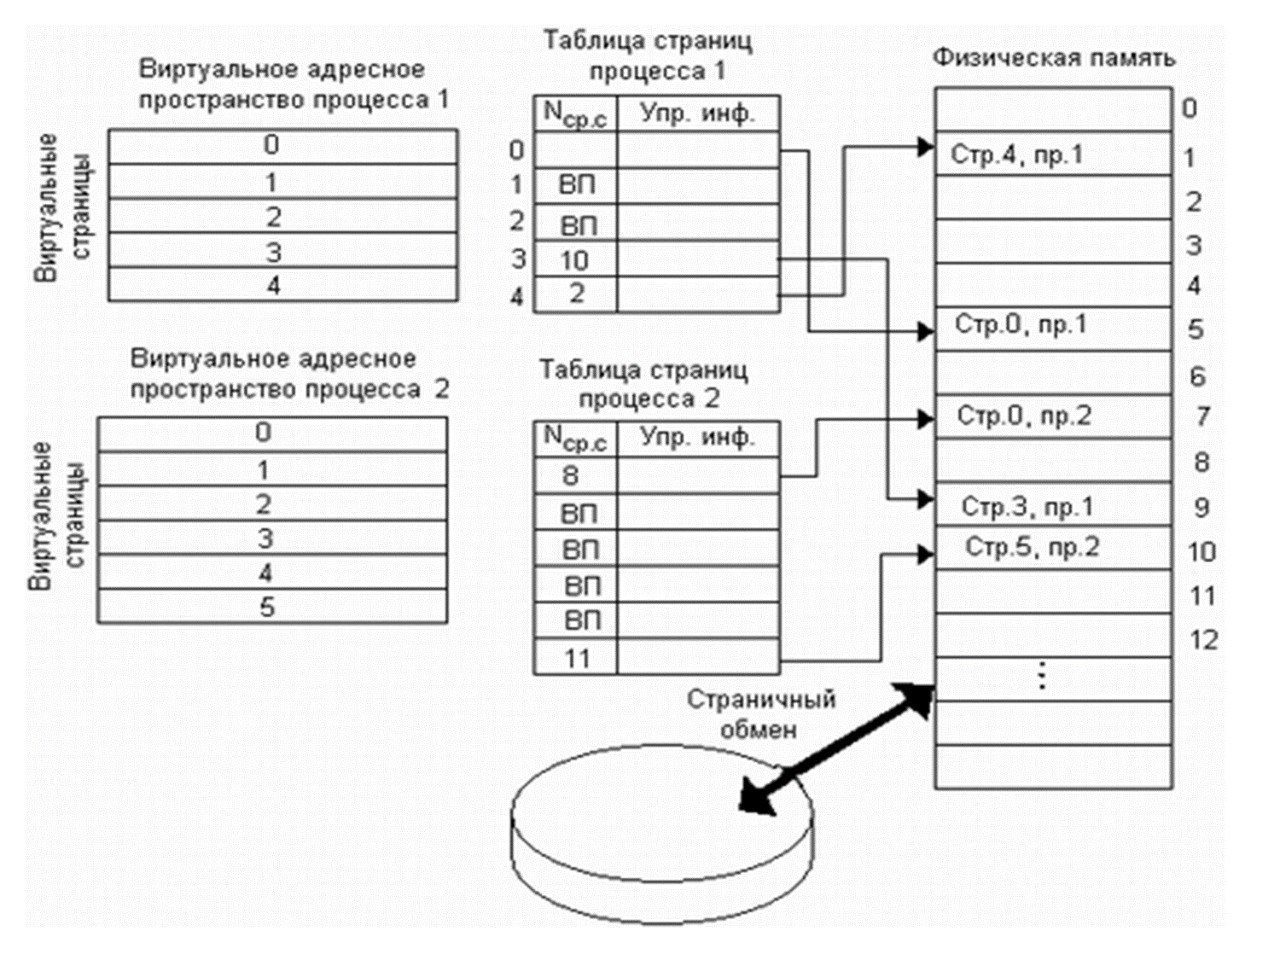 Виртуальное адресное
пространство процесса 1
Виртуальные
страницы
0
1
2
3
4
Виртуальное адресное
пространство процесса 2
Виртуальные
страницы
0
1
2
3
4
5
Таблица страниц
процесса 1
Nср.с Упр. инф.
0
1 ВП
2 ВП
3 10
4 2
Таблица страниц
процесса 2
Nср.с Упр. инф.
8
ВП
ВП
ВП
ВП
11
Физическая память
0
Стр.4, пр.1 1
2
3
4
Стр.0, пр.1 5
6
Стр.0, пр.2 7
8
Стр.3, пр.1 9
Стр.5, пр.2 10
11
12
⋮
Страничный
обмен